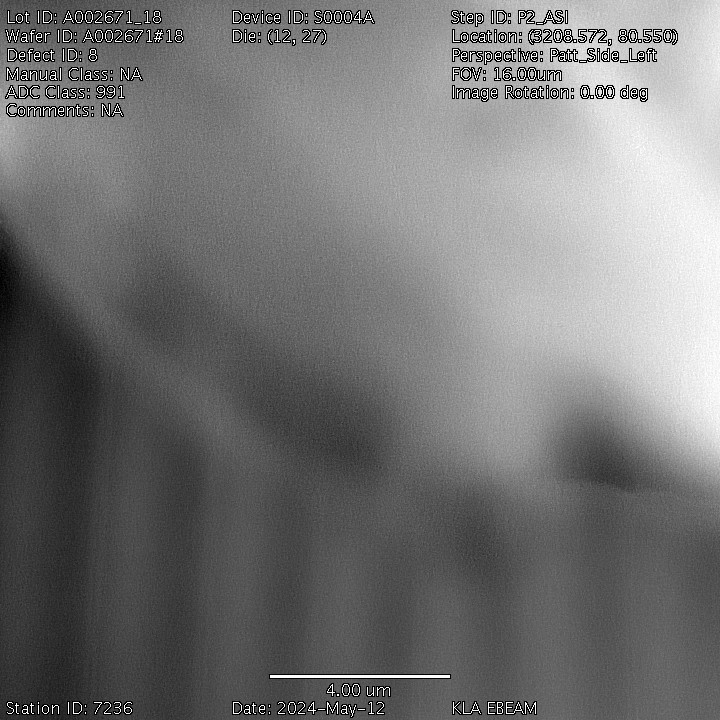 Lot ID: A002671_18 Device ID: S0004A Step ID: P2_ASI
Wafer ID: A002671#18 Die: (12, 27) Location: (3208.572, 80.550)
Defect ID: 8 Perspective: Patt_Side_Left
Manual Class: NA FOV: 16.00um
ADC Class: 991 Image Rotation: 0.00 deg
Comments: NA
4.00 um
Station ID: 7236 Date: 2024-May-12 KLA EBEAM